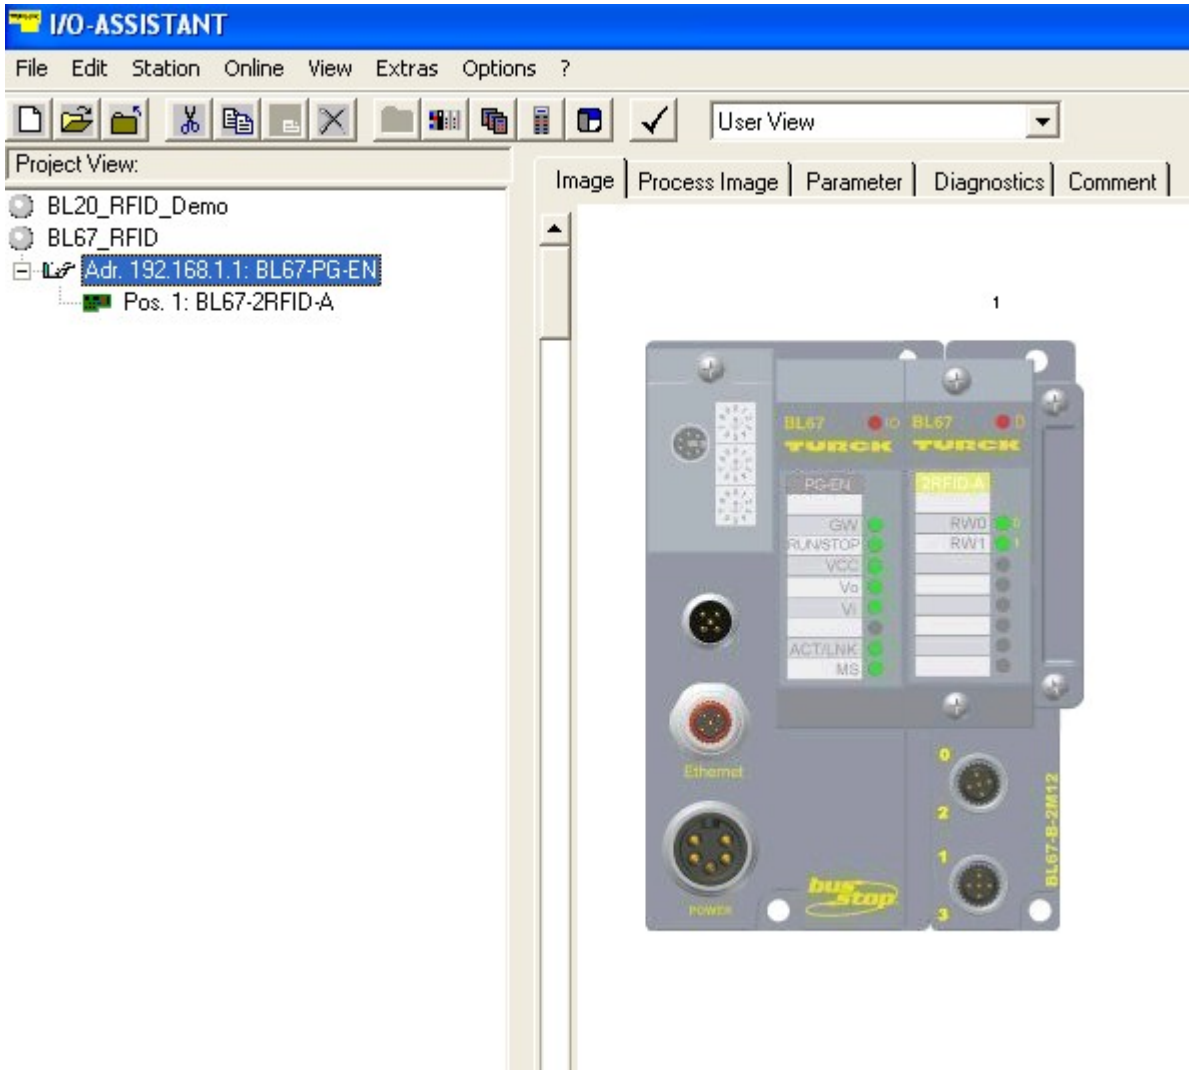 I/O-ASSISTANT
File Edit Station Online View Extras Options ?
User View
Project View:
Image Process Image Parameter Diagnostics Comment
BL20_RFID_Demo
BL67_RFID
Adr. 192.168.1.1: BL67-PG-EN
Pos. 1: BL67-2RFID-A
1
BL67 IO BL67 D
TURCK TURCK
PG-EN 2RFID-A
GW RW0 0
RUN/STOP RW1 1
VCC
Vo
Vi
ACT/LNK
MS
Ethernet
0
2
BL67-B-2M12
1
3
bus stop
POWER